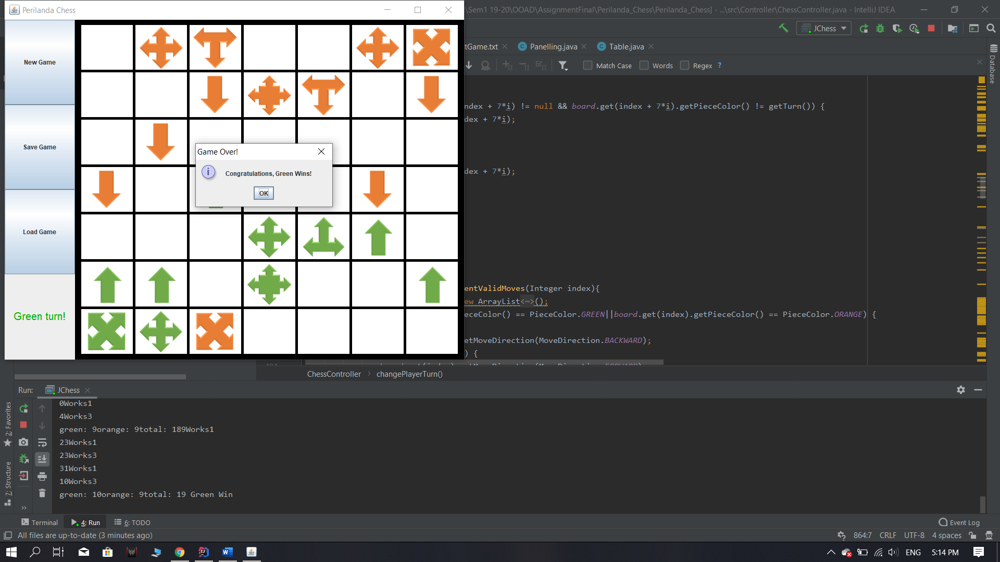 Perilanda Chess
\Sem1 19-20\OOAD\AssignmentFinal\Perilanda_Chess\Perilanda_Chess] - ...\src\Controller\ChessController.java - IntelliJ IDEA
JChess
tGame.txt
Panelling.java
Table.java
Match Case
Words
Regex
?
New Game
Save Game
Load Game
Green turn!
Game Over!
Congratulations, Green Wins!
OK
Database
ndex + 7*i) != null && board.get(index + 7*i).getPieceColor() != getTurn()) {
dex + 7*i);
dex + 7*i);
entValidMoves(Integer index){
ew ArrayList<~>();
eceColor() == PieceColor.GREEN||board.get(index).getPieceColor() == PieceColor.ORANGE) {
etMoveDirection(MoveDirection.BACKWARD);
) {
ChessController
changePlayerTurn()
Run:
JChess
0Works1
4Works3
green: 9orange: 9total: 189Works1
23Works1
23Works3
31Works1
10Works3
green: 10orange: 9total: 19 Green Win
2: Favorites
7: Structure
Terminal
4: Run
6: TODO
Event Log
All files are up-to-date (3 minutes ago)
864:7
CRLF
UTF-8
4 spaces
ENG
5:14 PM